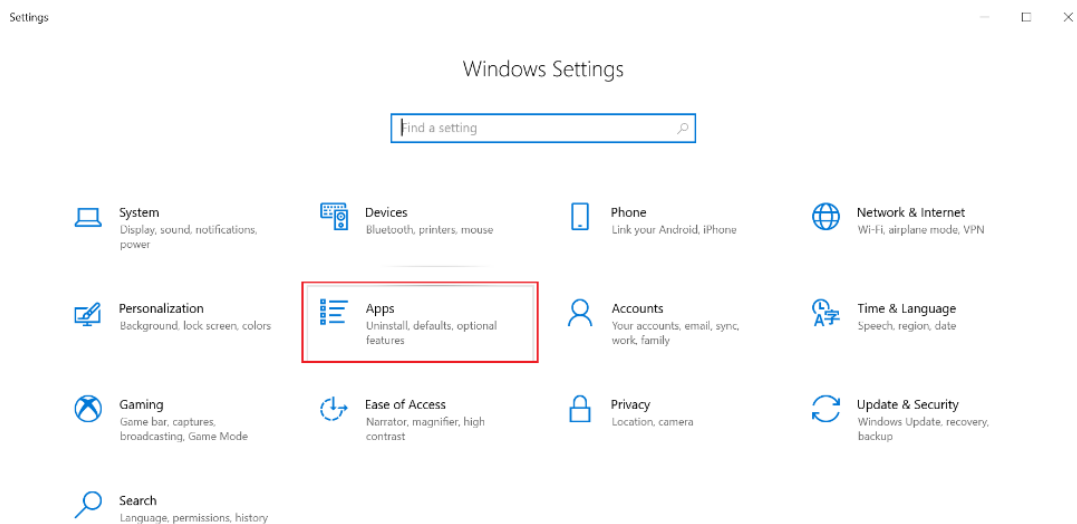 Settings
Windows Settings
Find a setting
System
Display, sound, notifications,
power
Devices
Bluetooth, printers, mouse
Phone
Link your Android, iPhone
Network & Internet
Wi-Fi, airplane mode, VPN
Personalization
Background, lock screen, colors
Apps
Uninstall, defaults, optional
features
Accounts
Your accounts, email, sync,
work, family
Time & Language
Speech, region, date
Gaming
Game bar, captures,
broadcasting, Game Mode
Ease of Access
Narrator, magnifier, high
contrast
Privacy
Location, camera
Update & Security
Windows Update, recovery,
backup
Search
Language, permissions, history